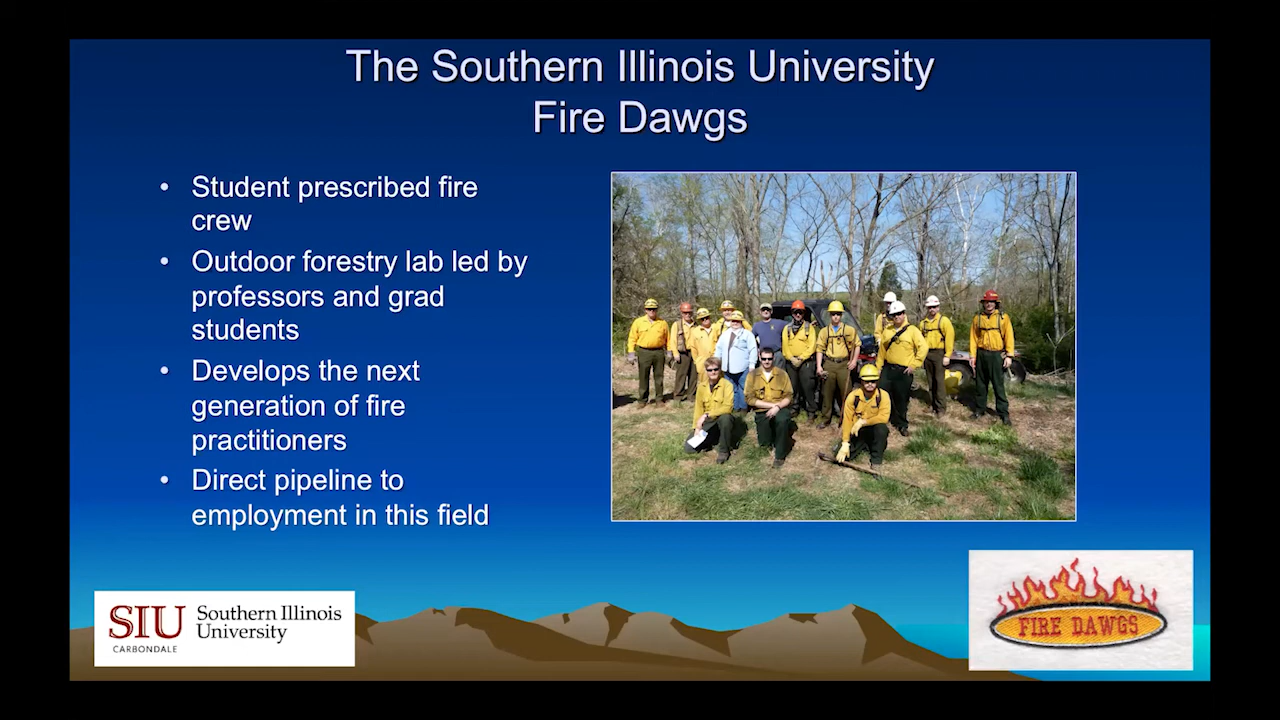 The Southern Illinois University
Fire Dawgs
• Student prescribed fire
crew
• Outdoor forestry lab led by
professors and grad
students
• Develops the next
generation of fire
practitioners
• Direct pipeline to
employment in this field
SIU Southern Illinois
University
CARBONDALE
FIRE DAWGS